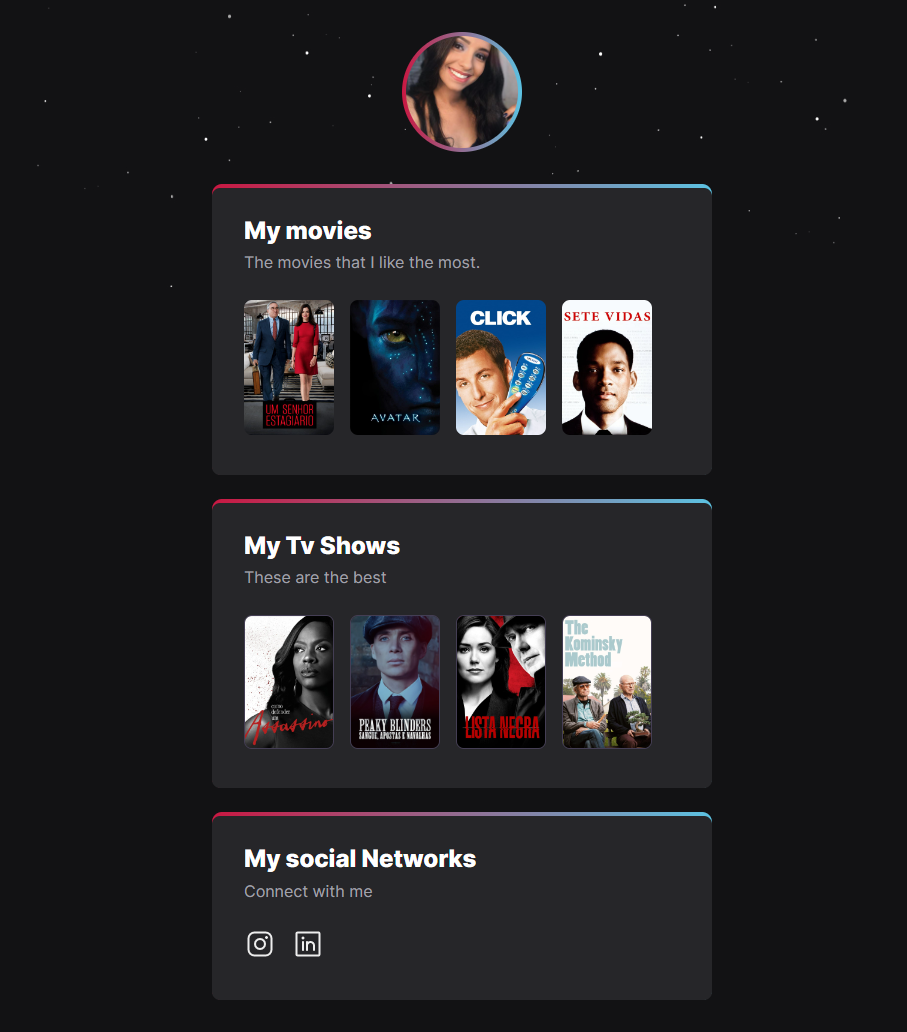 My movies
The movies that I like the most.
UM SENHOR
ESTAGIÁRIO
AVATAR
CLICK
SETE VIDAS
My Tv Shows
These are the best
como
defender
um
Assassino
PEAKY BLINDERS
SANGUE, APOSTAS E NAVALHAS
LISTA NEGRA
The
Kominsky
Method
My social Networks
Connect with me
in